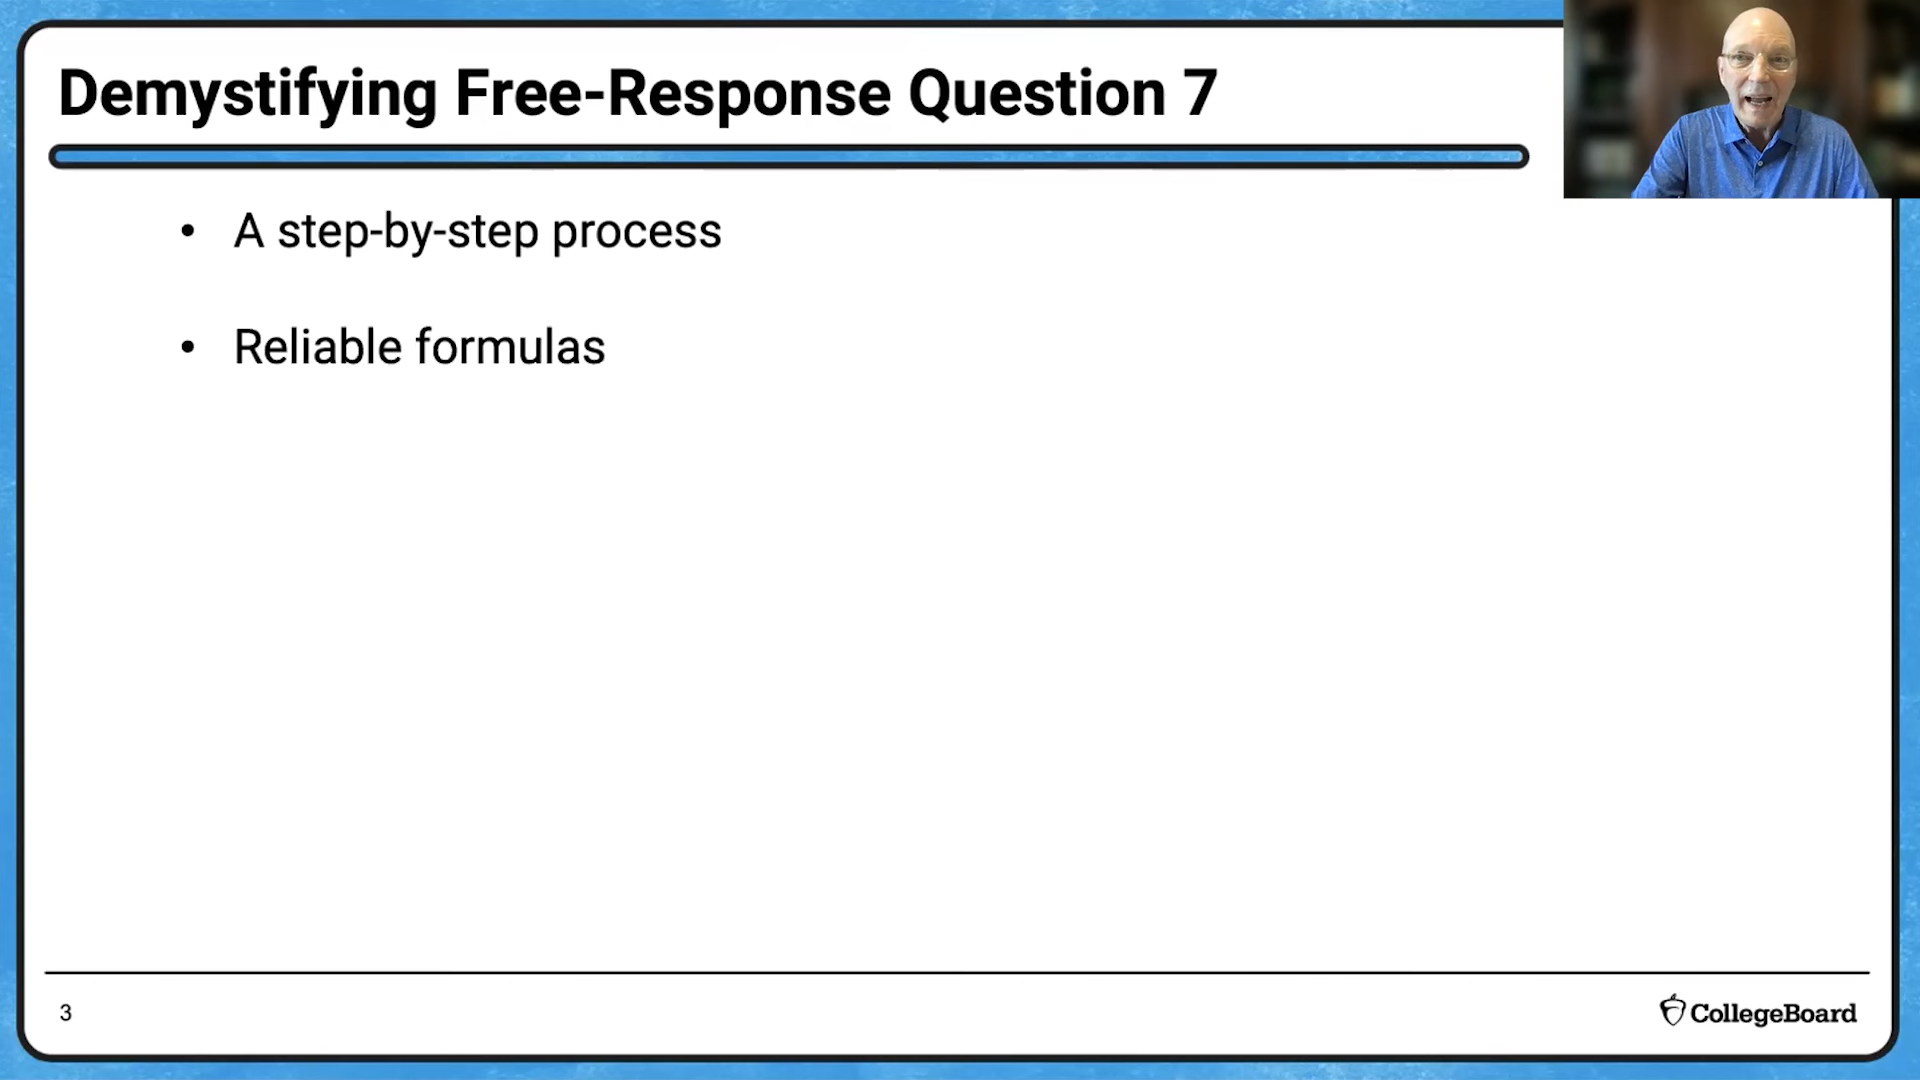 Demystifying Free-Response Question 7
• A step-by-step process
• Reliable formulas
3
CollegeBoard